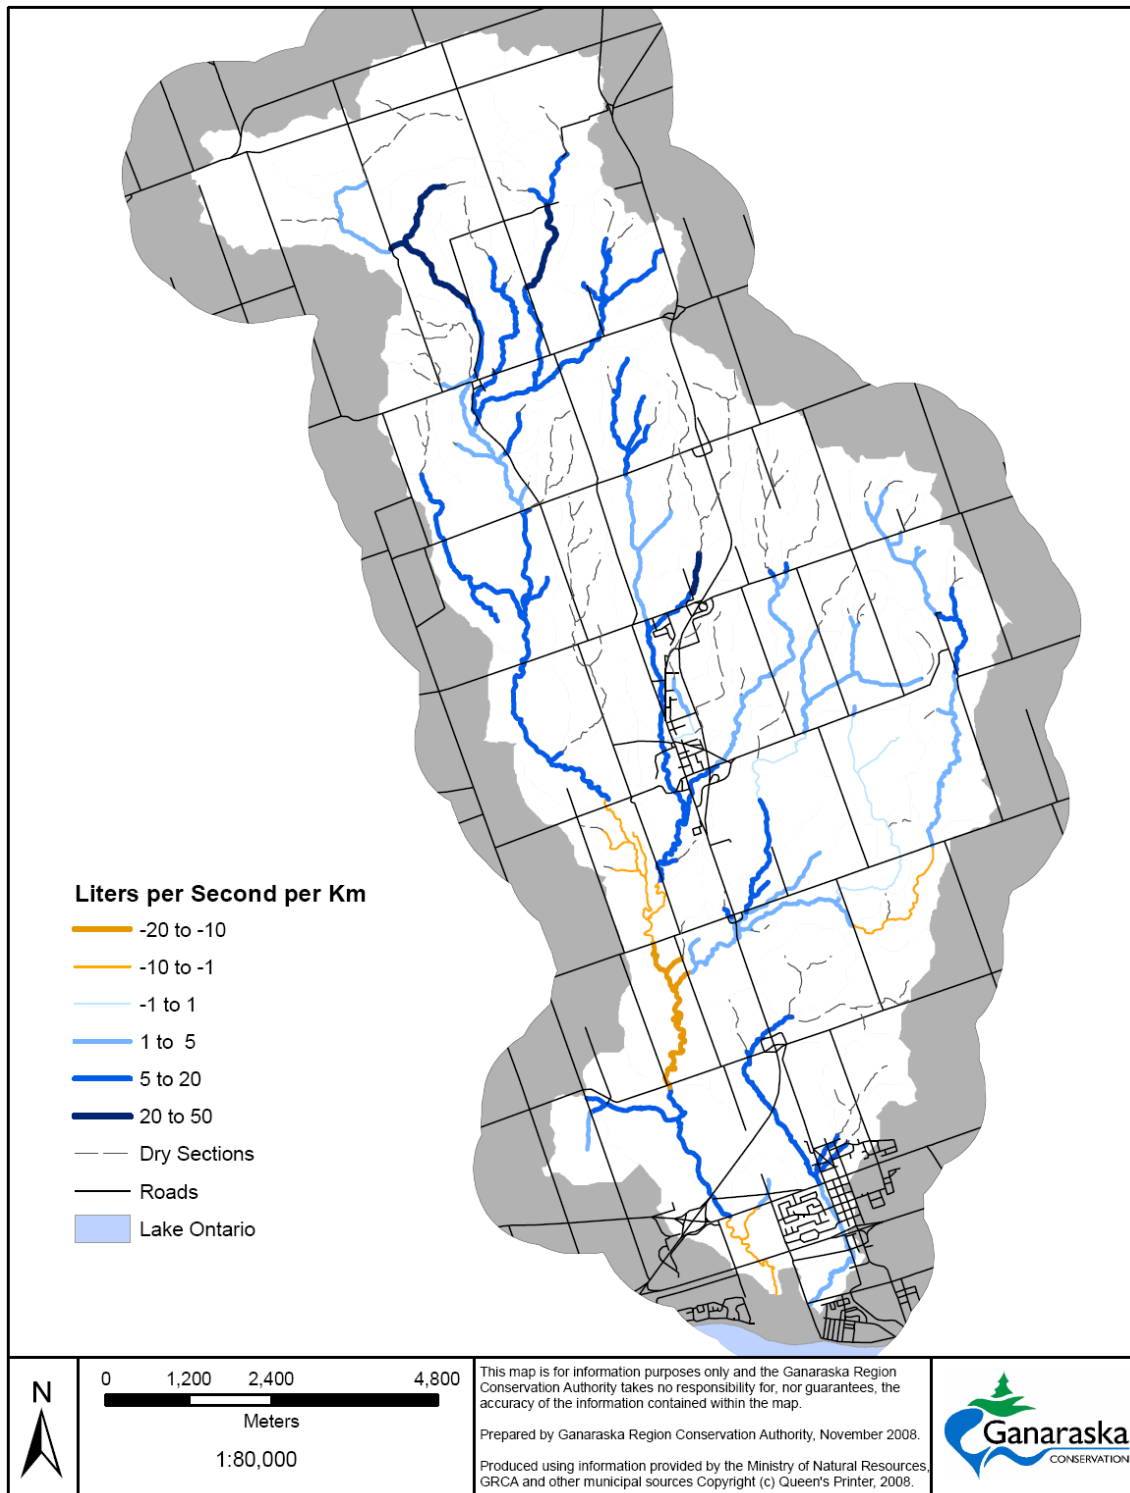 Liters per Second per Km
-20 to -10
-10 to -1
-1 to 1
1 to 5
5 to 20
20 to 50
Dry Sections
Roads
Lake Ontario
N
0 1,200 2,400 4,800
Meters
1:80,000
This map is for information purposes only and the Ganaraska Region
Conservation Authority takes no responsibility for, nor guarantees, the
accuracy of the information contained within the map.
Prepared by Ganaraska Region Conservation Authority, November 2008.
Produced using information provided by the Ministry of Natural Resources,
GRCA and other municipal sources Copyright (c) Queen's Printer, 2008.
Ganaraska
CONSERVATION